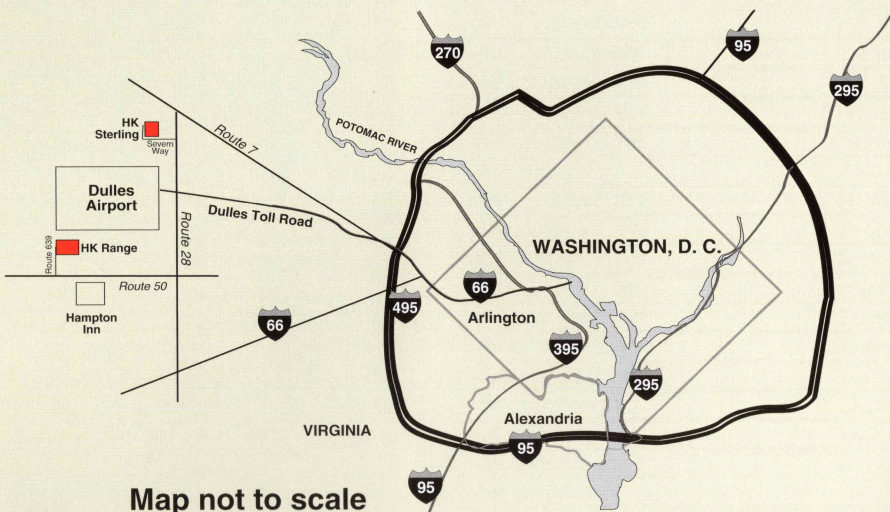 270
95
295
HK
Sterling
Severn
Way
Route 7
POTOMAC RIVER
Dulles
Airport
Dulles Toll Road
Route 28
WASHINGTON, D. C.
Route 639
HK Range
Route 50
66
495
Arlington
Hampton
Inn
66
395
295
VIRGINIA
Alexandria
95
95
Map not to scale